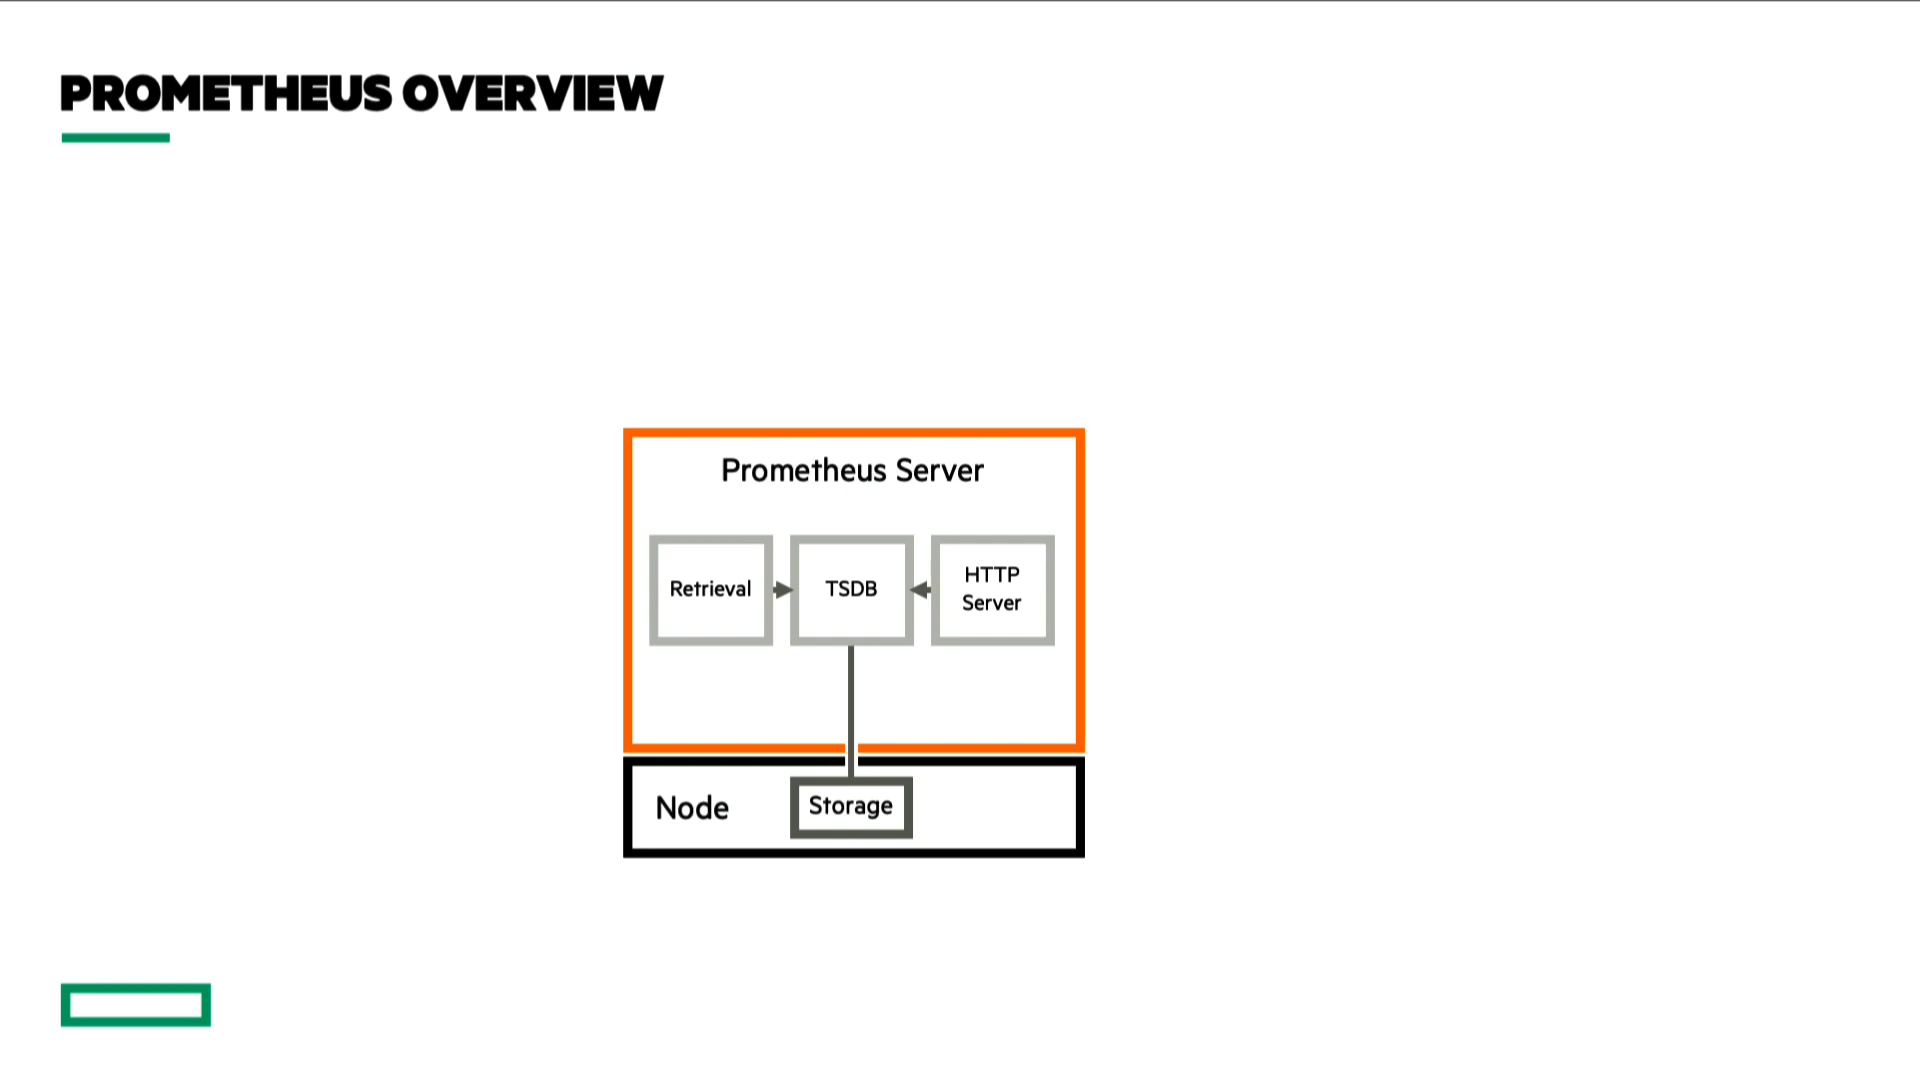 PROMETHEUS OVERVIEW
Prometheus Server
Retrieval
TSDB
HTTP
Server
Node
Storage